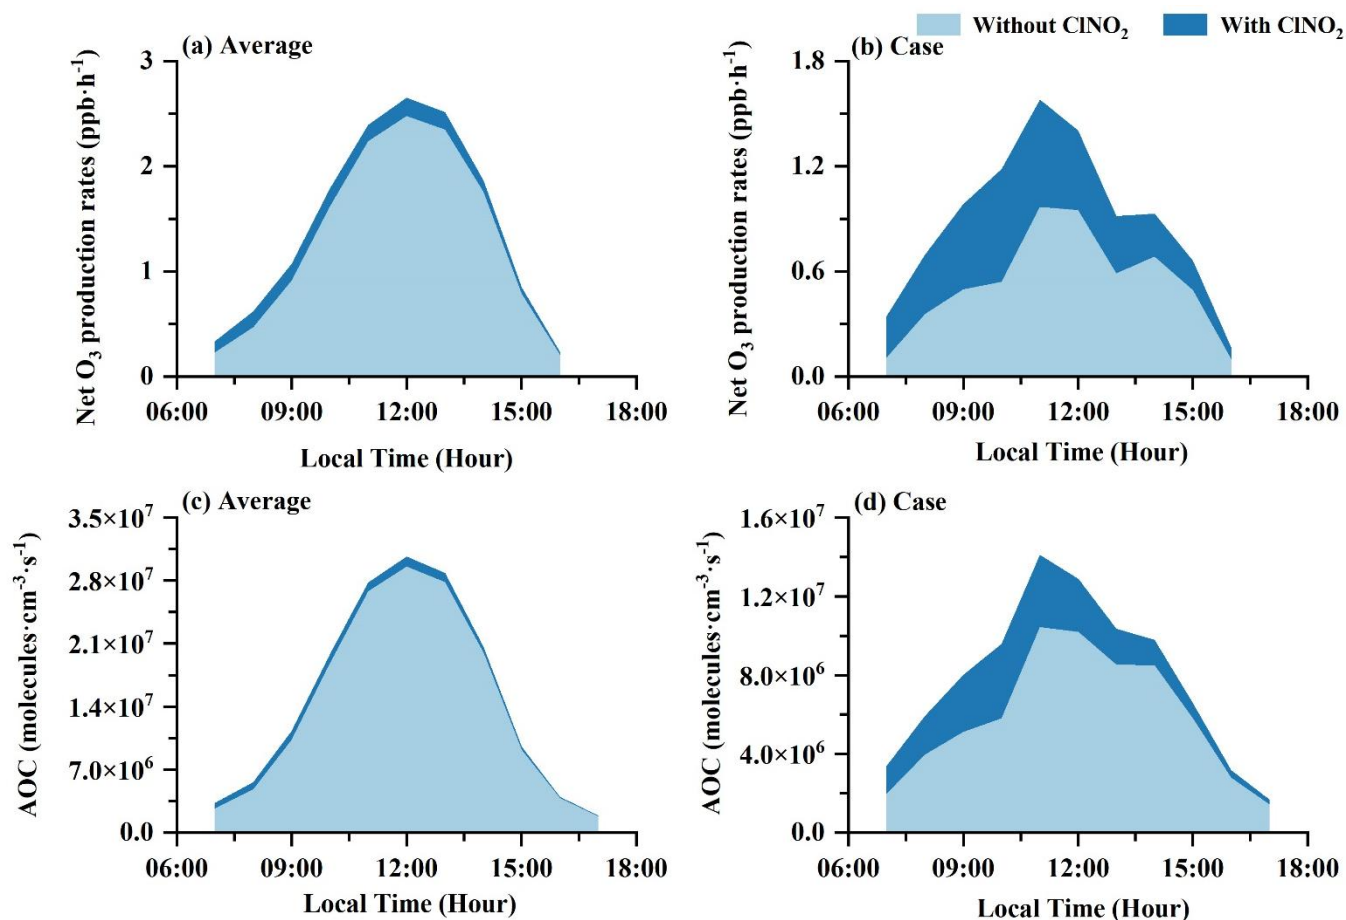 Without ClNO₂ With ClNO₂
(a) Average
Net O₃ production rates (ppb·h⁻¹)
3
2
1
0
06:00 09:00 12:00 15:00 18:00
Local Time (Hour)
(b) Case
Net O₃ production rates (ppb·h⁻¹)
1.8
1.2
0.6
0.0
06:00 09:00 12:00 15:00 18:00
Local Time (Hour)
(c) Average
AOC (molecules·cm⁻³·s⁻¹)
3.5×10⁷
2.8×10⁷
2.1×10⁷
1.4×10⁷
7.0×10⁶
0.0
06:00 09:00 12:00 15:00 18:00
Local Time (Hour)
(d) Case
AOC (molecules·cm⁻³·s⁻¹)
1.6×10⁷
1.2×10⁷
8.0×10⁶
4.0×10⁶
0.0
06:00 09:00 12:00 15:00 18:00
Local Time (Hour)